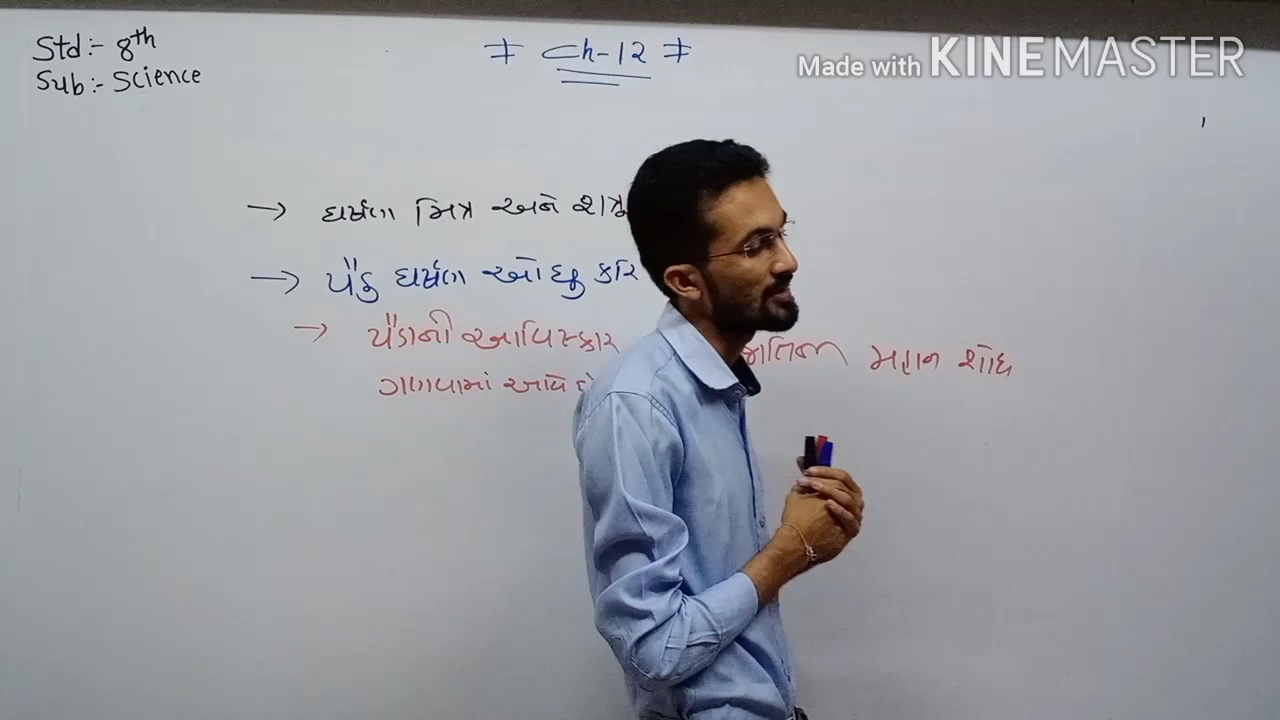 Std:- 8th
Sub:- Science
Ch-12
Made with KINEMASTER
→ ઘર્ષણ મિત્ર અને શત્રુ
→ પૈડુ ઘર્ષણ ઓછુ કરે
→ પૈડાની આવિષ્કાર મહાન શોધ
ગણવામાં આવે છે